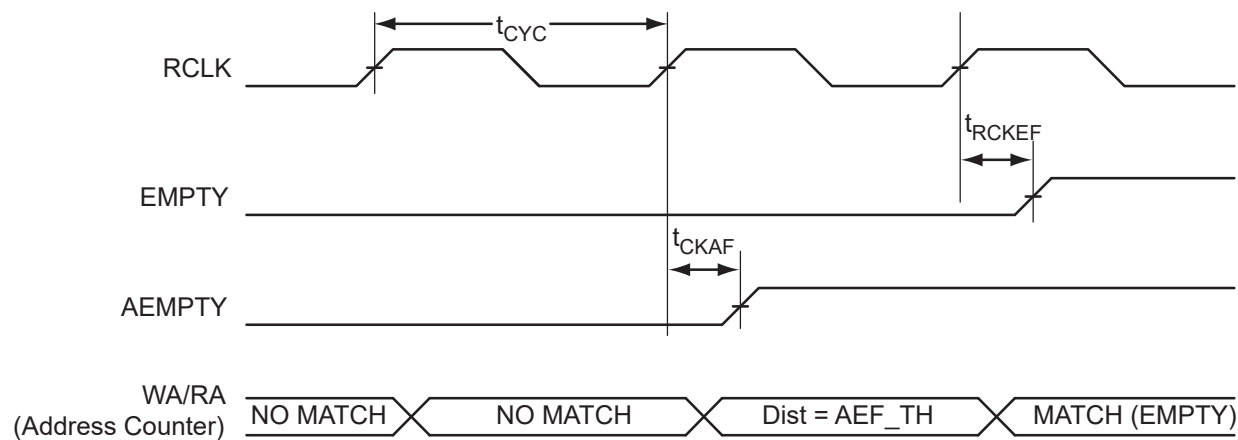 tCYC
RCLK
tRCKEF
EMPTY
tCKAF
AEMPTY
WA/RA
(Address Counter)
NO MATCH
NO MATCH
Dist = AEF_TH
MATCH (EMPTY)